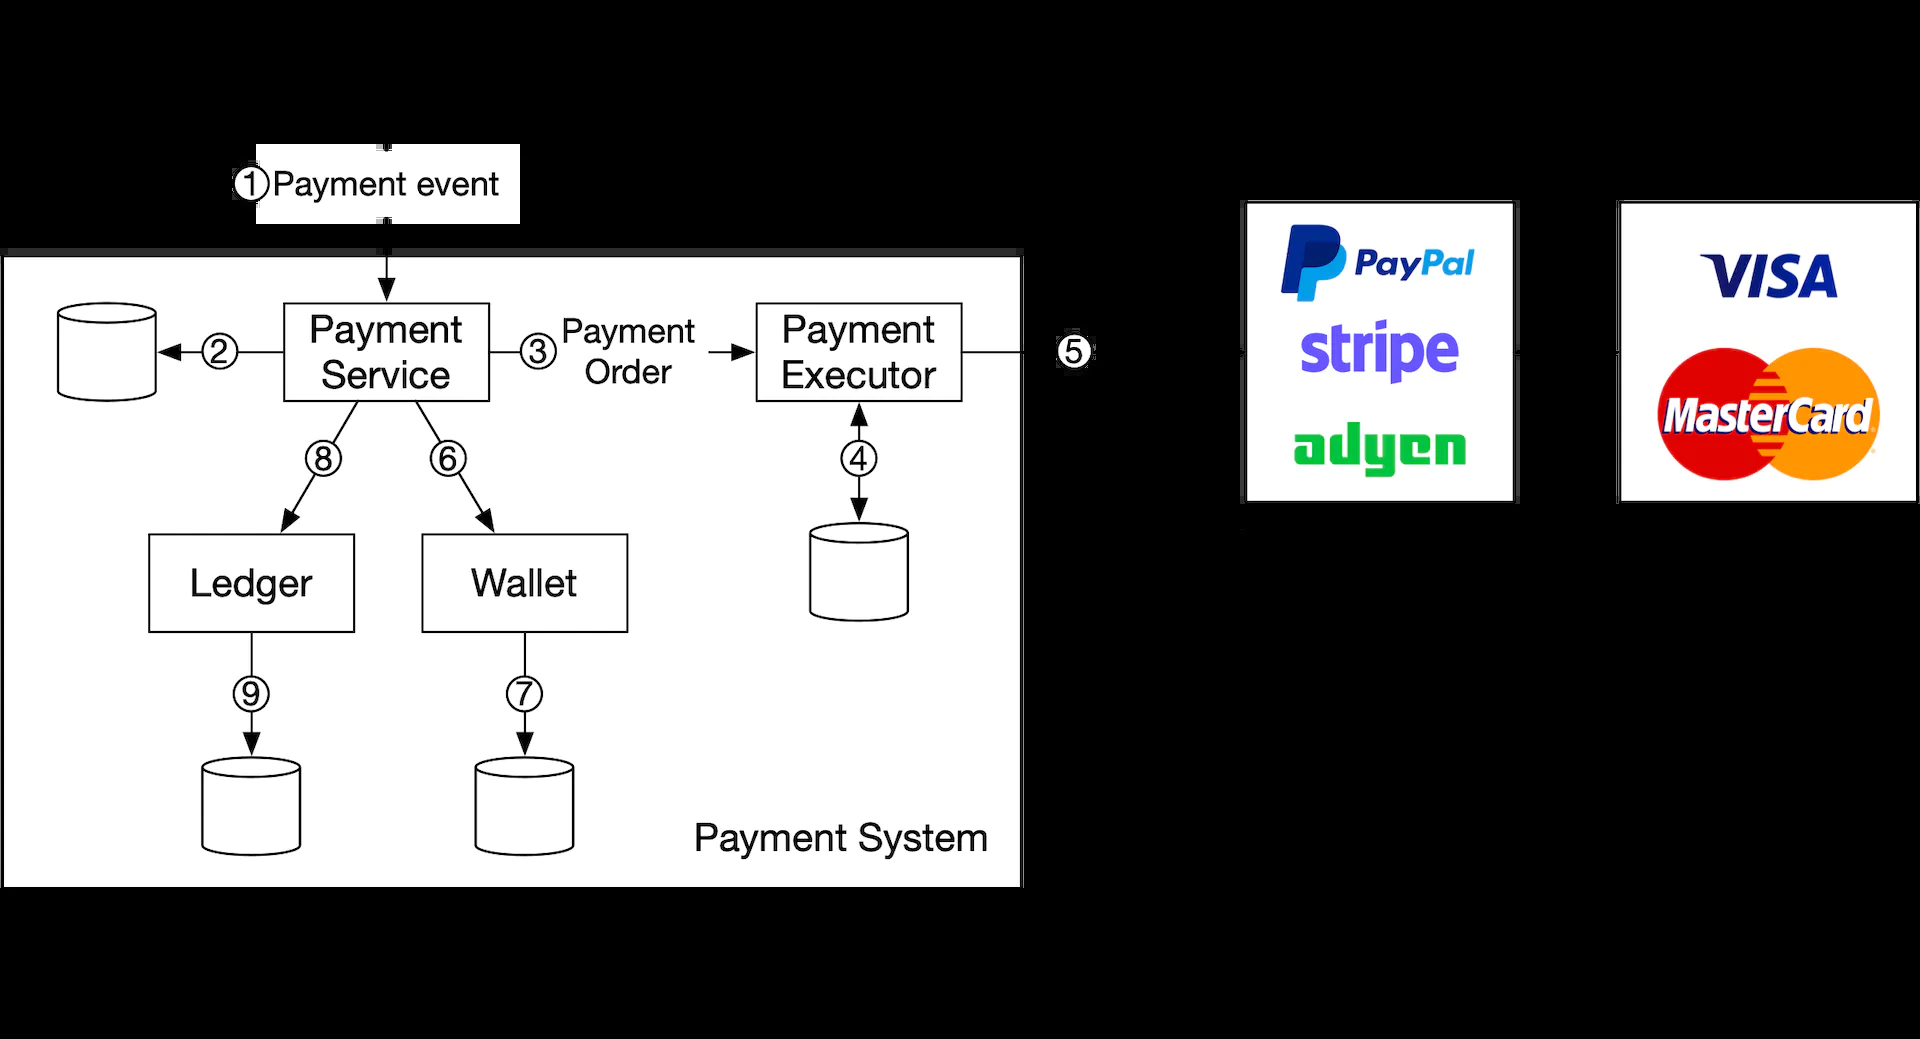 ① Payment event
②
Payment
Service
③ Payment
Order
Payment
Executor
⑤
⑧
⑥
④
Ledger
Wallet
⑨
⑦
Payment System
PayPal
stripe
adyen
VISA
MasterCard